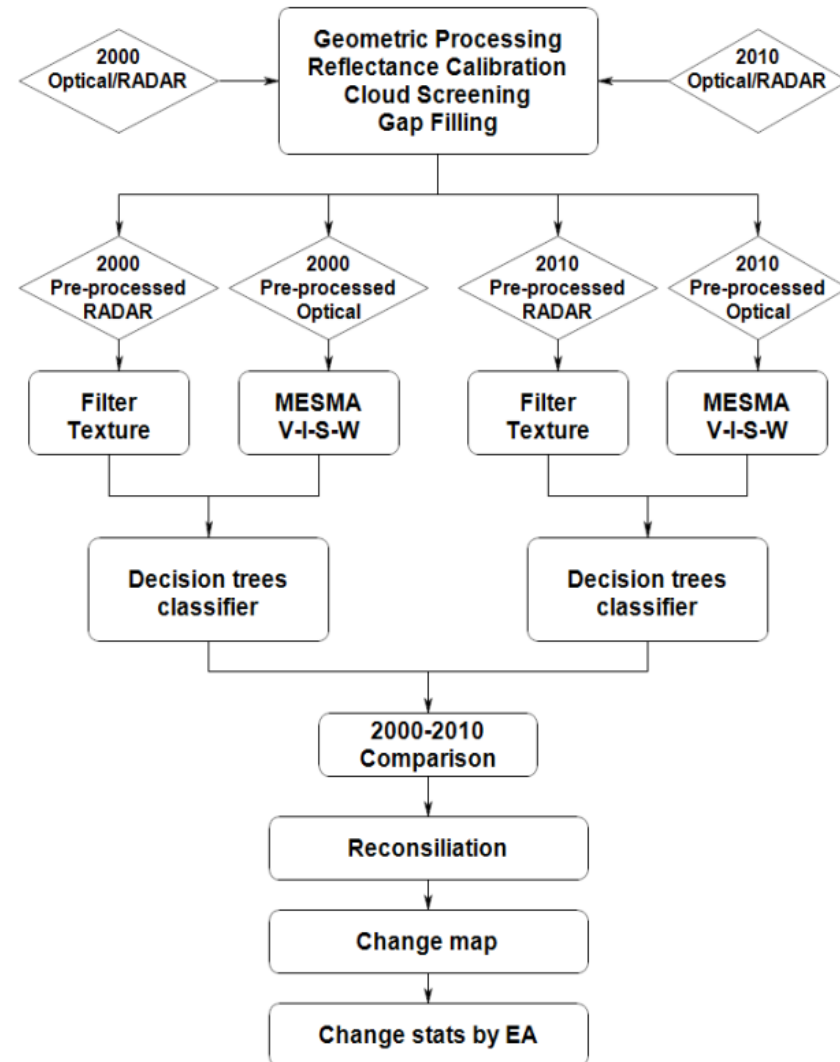 2000
Optical/RADAR
Geometric Processing
Reflectance Calibration
Cloud Screening
Gap Filling
2010
Optical/RADAR
2000
Pre-processed
RADAR
2000
Pre-processed
Optical
2010
Pre-processed
RADAR
2010
Pre-processed
Optical
Filter
Texture
MESMA
V-I-S-W
Filter
Texture
MESMA
V-I-S-W
Decision trees
classifier
Decision trees
classifier
2000-2010
Comparison
Reconsiliation
Change map
Change stats by EA